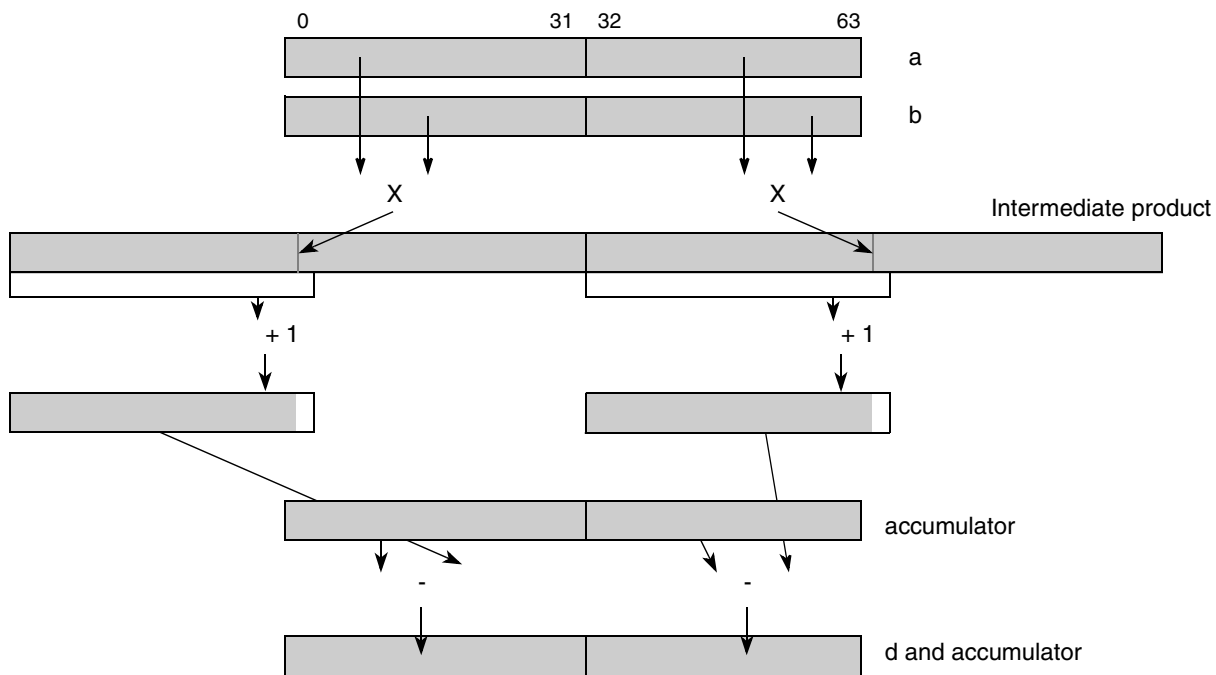 0 31 32 63
a
b
X X
Intermediate product
+ 1 + 1
accumulator
- -
d and accumulator